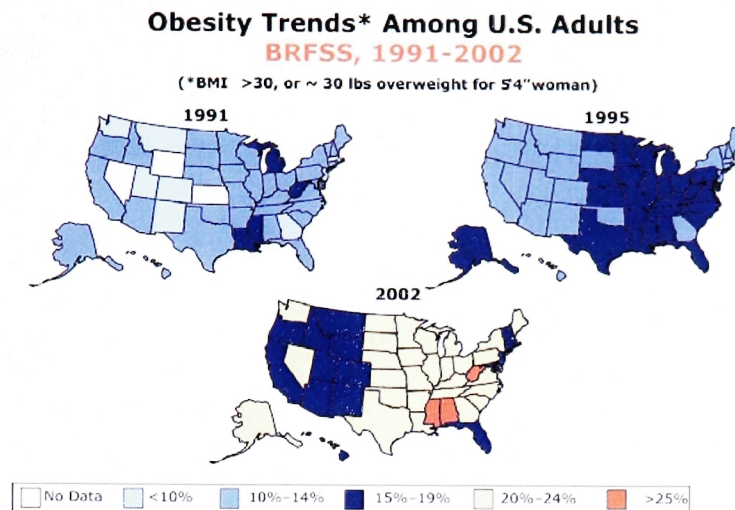 Obesity Trends* Among U.S. Adults
BRFSS, 1991-2002
(*BMI >30, or ~ 30 lbs overweight for 5'4"woman)
1991
1995
2002
No Data
<10%
10%–14%
15%–19%
20%–24%
>25%